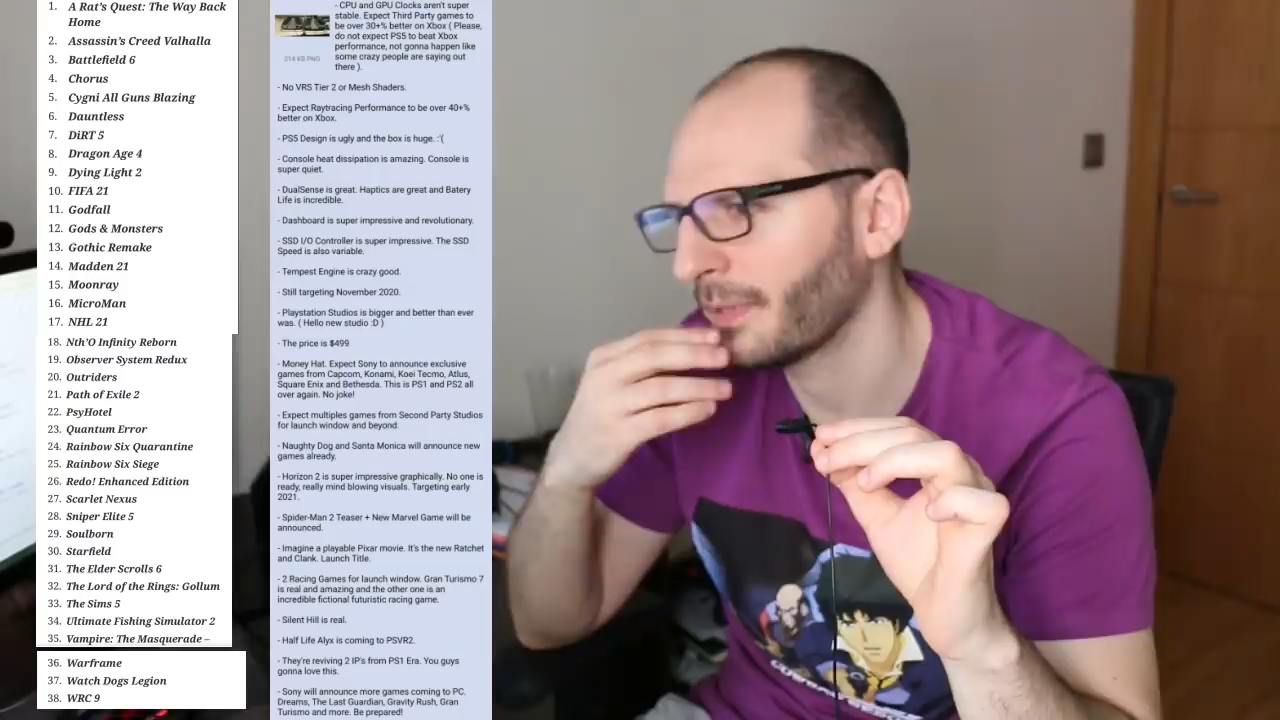 1. A Rat's Quest: The Way Back
Home
2. Assassin's Creed Valhalla
3. Battlefield 6
4. Chorus
5. Cygni All Guns Blazing
6. Dauntless
7. DiRT 5
8. Dragon Age 4
9. Dying Light 2
10. FIFA 21
11. Godfall
12. Gods & Monsters
13. Gothic Remake
14. Madden 21
15. Moonray
16. MicroMan
17. NHL 21
18. Nth'O Infinity Reborn
19. Observer System Redux
20. Outriders
21. Path of Exile 2
22. PsyHotel
23. Quantum Error
24. Rainbow Six Quarantine
25. Rainbow Six Siege
26. Redo! Enhanced Edition
27. Scarlet Nexus
28. Sniper Elite 5
29. Soulborn
30. Starfield
31. The Elder Scrolls 6
32. The Lord of the Rings: Gollum
33. The Sims 5
34. Ultimate Fishing Simulator 2
35. Vampire: The Masquerade –
36. Warframe
37. Watch Dogs Legion
38. WRC 9
- CPU and GPU Clocks aren't super
stable. Expect Third Party games to
be over 30+% better on Xbox ( Please,
do not expect PS5 to beat Xbox
performance, not gonna happen like
some crazy people are saying out
there ).
214 KB PNG
- No VRS Tier 2 or Mesh Shaders.
- Expect Raytracing Performance to be over 40+%
better on Xbox.
- PS5 Design is ugly and the box is huge. :'(
- Console heat dissipation is amazing. Console is
super quiet.
- DualSense is great. Haptics are great and Batery
Life is incredible.
- Dashboard is super impressive and revolutionary.
- SSD I/O Controller is super impressive. The SSD
Speed is also variable.
- Tempest Engine is crazy good.
- Still targeting November 2020.
- Playstation Studios is bigger and better than ever
was. ( Hello new studio :D )
- The price is $499
- Money Hat. Expect Sony to announce exclusive
games from Capcom, Konami, Koei Tecmo, Atlus,
Square Enix and Bethesda. This is PS1 and PS2 all
over again. No joke!
- Expect multiples games from Second Party Studios
for launch window and beyond.
- Naughty Dog and Santa Monica will announce new
games already.
- Horizon 2 is super impressive graphically. No one is
ready, really mind blowing visuals. Targeting early
2021.
- Spider-Man 2 Teaser + New Marvel Game will be
announced.
- Imagine a playable Pixar movie. It's the new Ratchet
and Clank. Launch Title.
- 2 Racing Games for launch window. Gran Turismo 7
is real and amazing and the other one is an
incredible fictional futuristic racing game.
- Silent Hill is real.
- Half Life Alyx is coming to PSVR2.
- They're reviving 2 IP's from PS1 Era. You guys
gonna love this.
- Sony will announce more games coming to PC.
Dreams, The Last Guardian, Gravity Rush, Gran
Turismo and more. Be prepared!